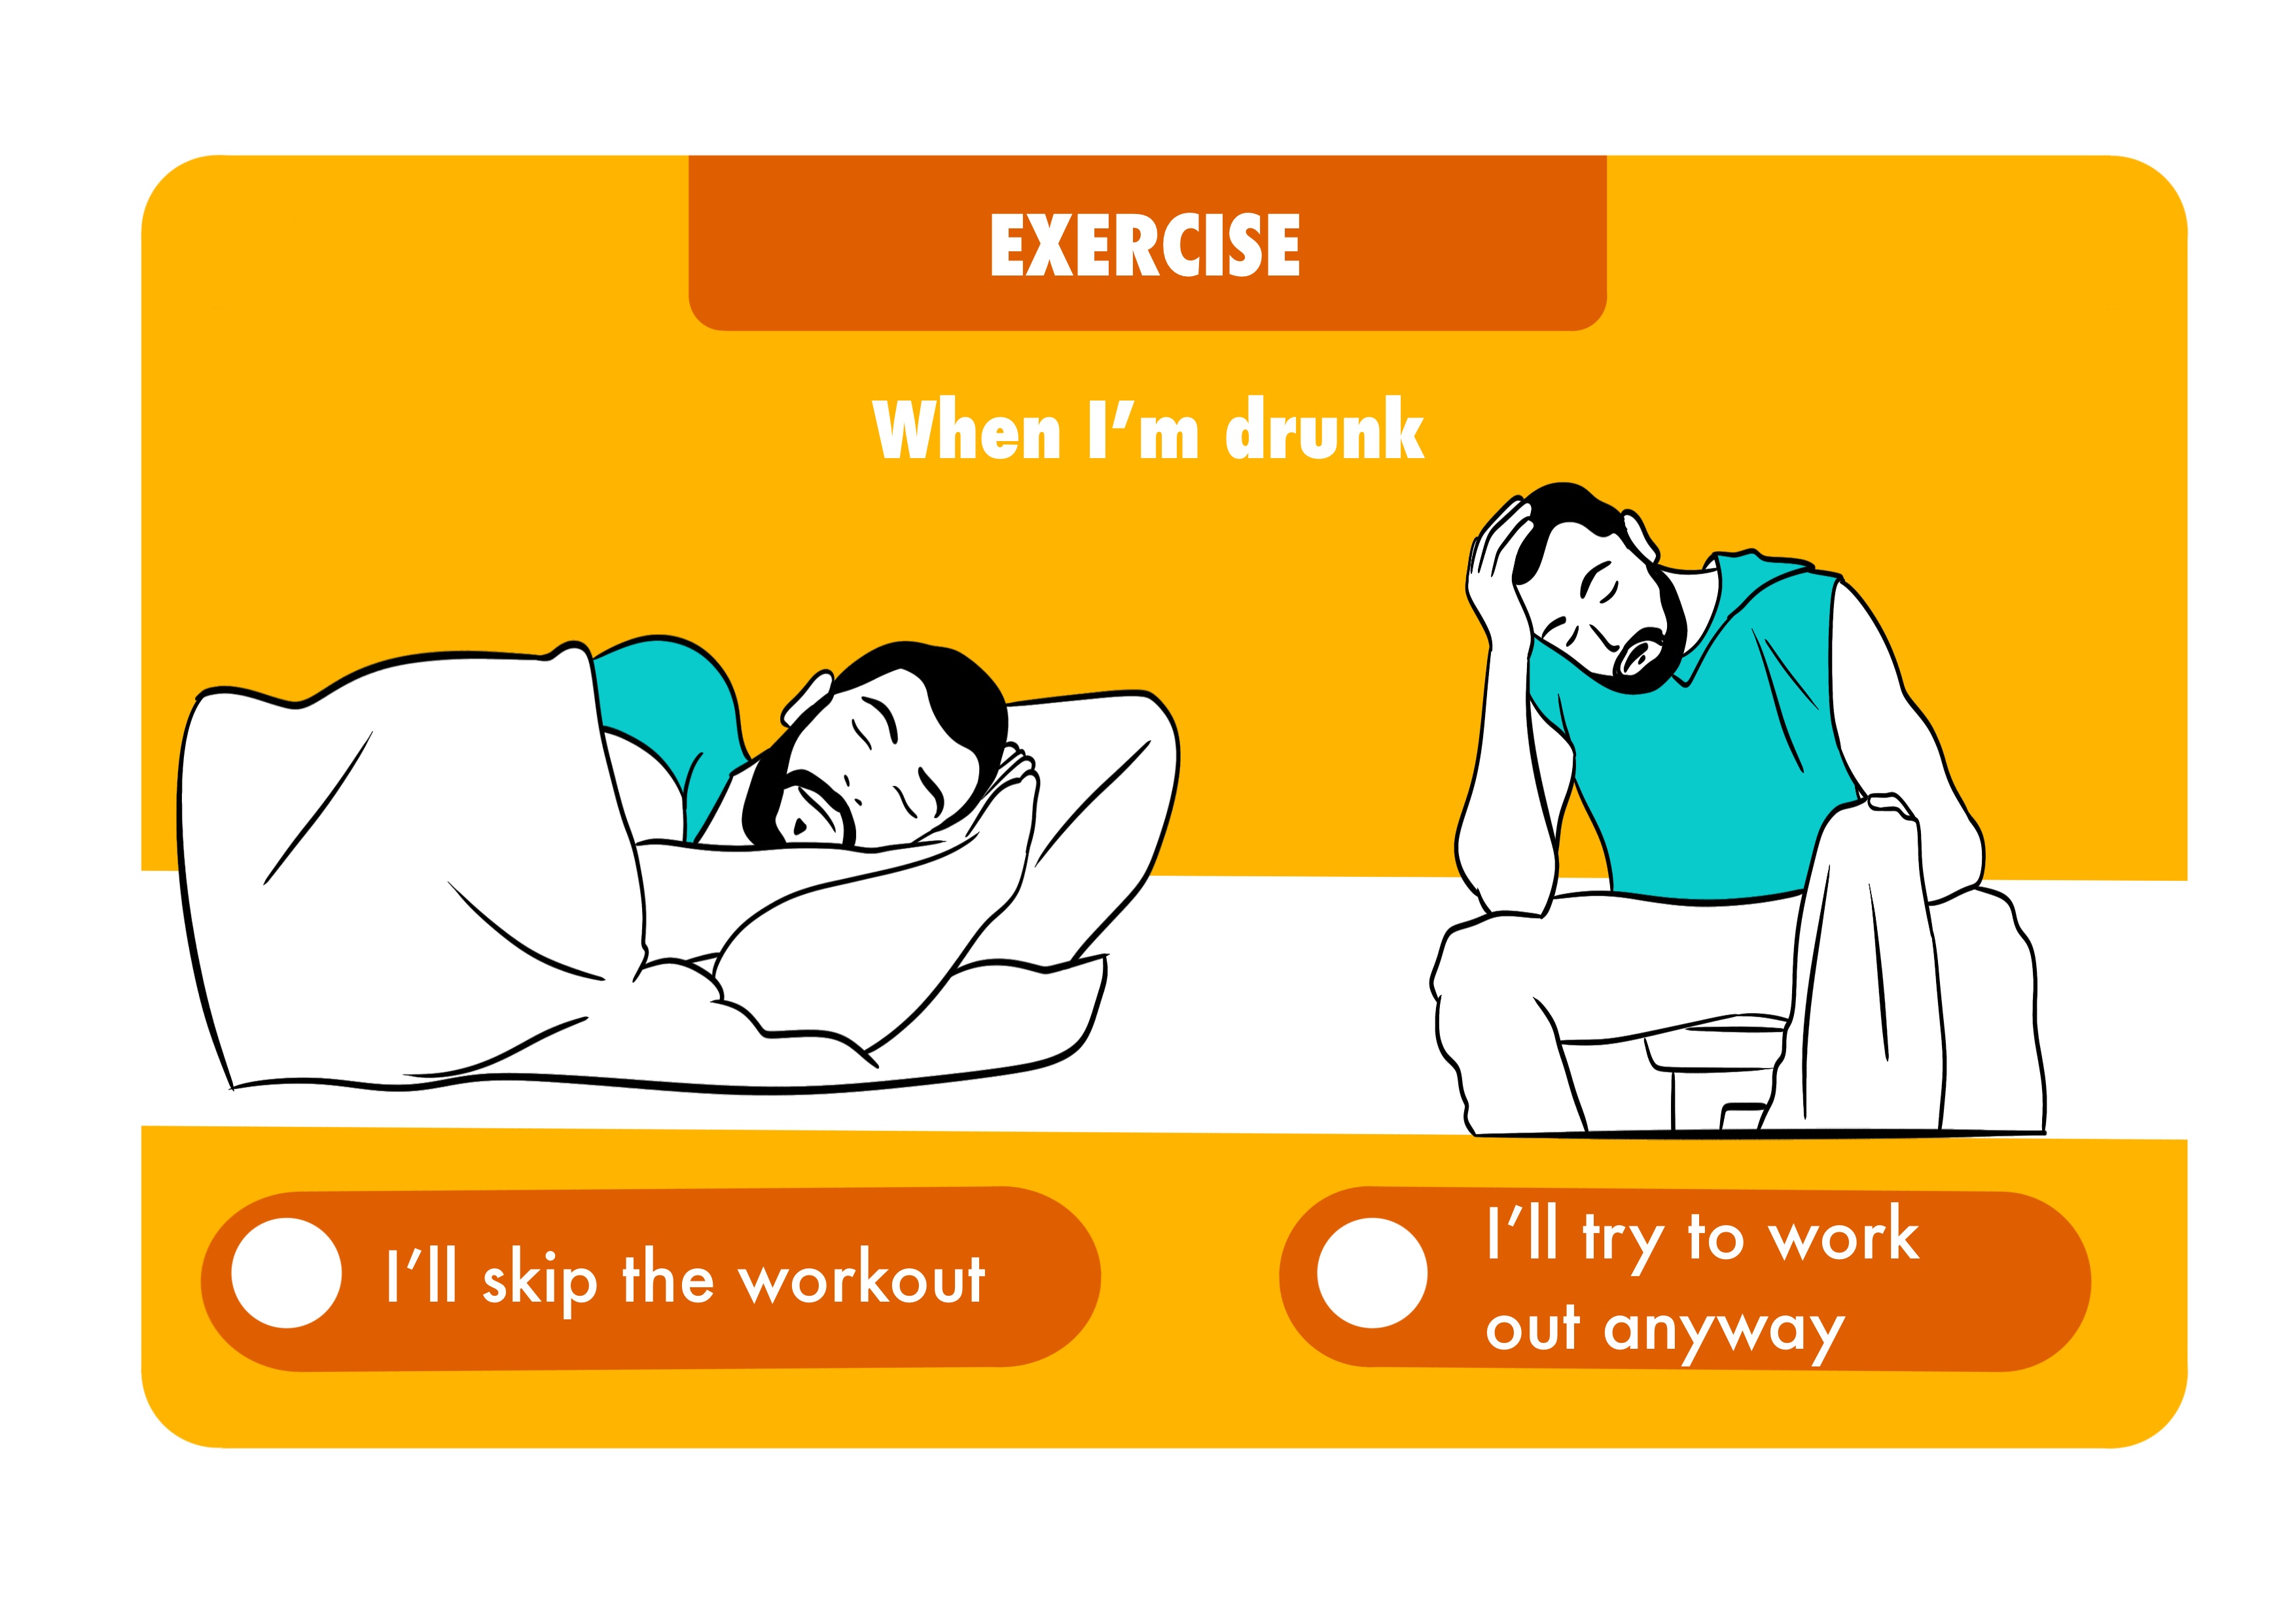 EXERCISE
When I'm drunk
I'll skip the workout
I'll try to work
out anyway